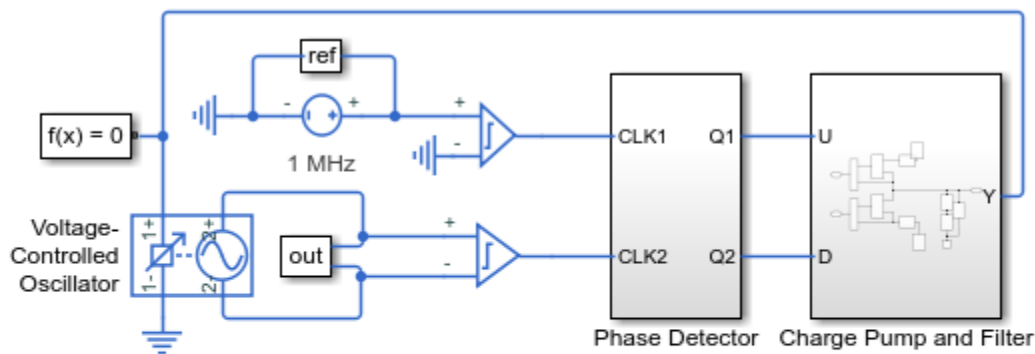 ref
f(x) = 0
- +
1 MHz
+
-
CLK1
Q1
U
Y
Voltage-
Controlled
Oscillator
1+
1-
2+
2-
out
+
-
CLK2
Q2
D
Phase Detector
Charge Pump and Filter